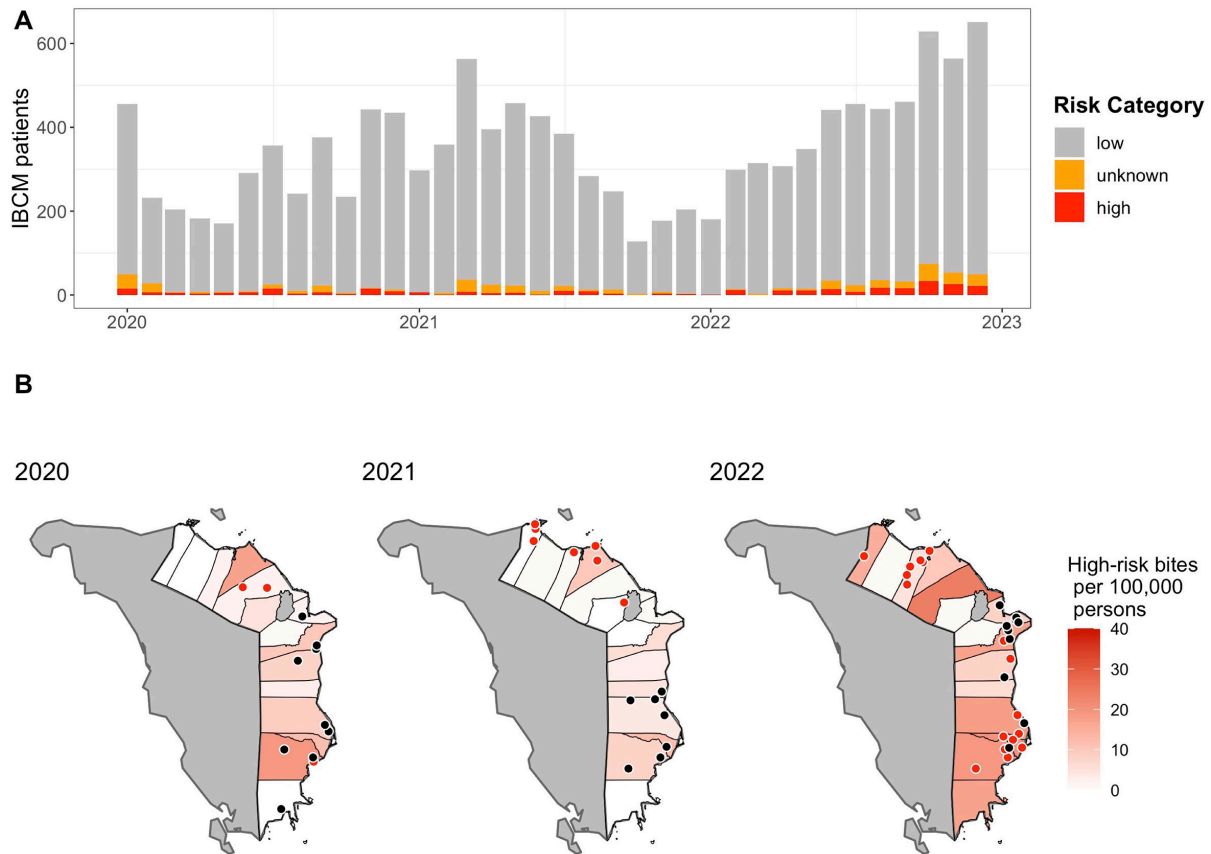 A
600
400
200
0
IBCM patients
2020
2021
2022
2023
Risk Category
low
unknown
high
B
2020
2021
2022
High-risk bites
per 100,000
persons
40
30
20
10
0